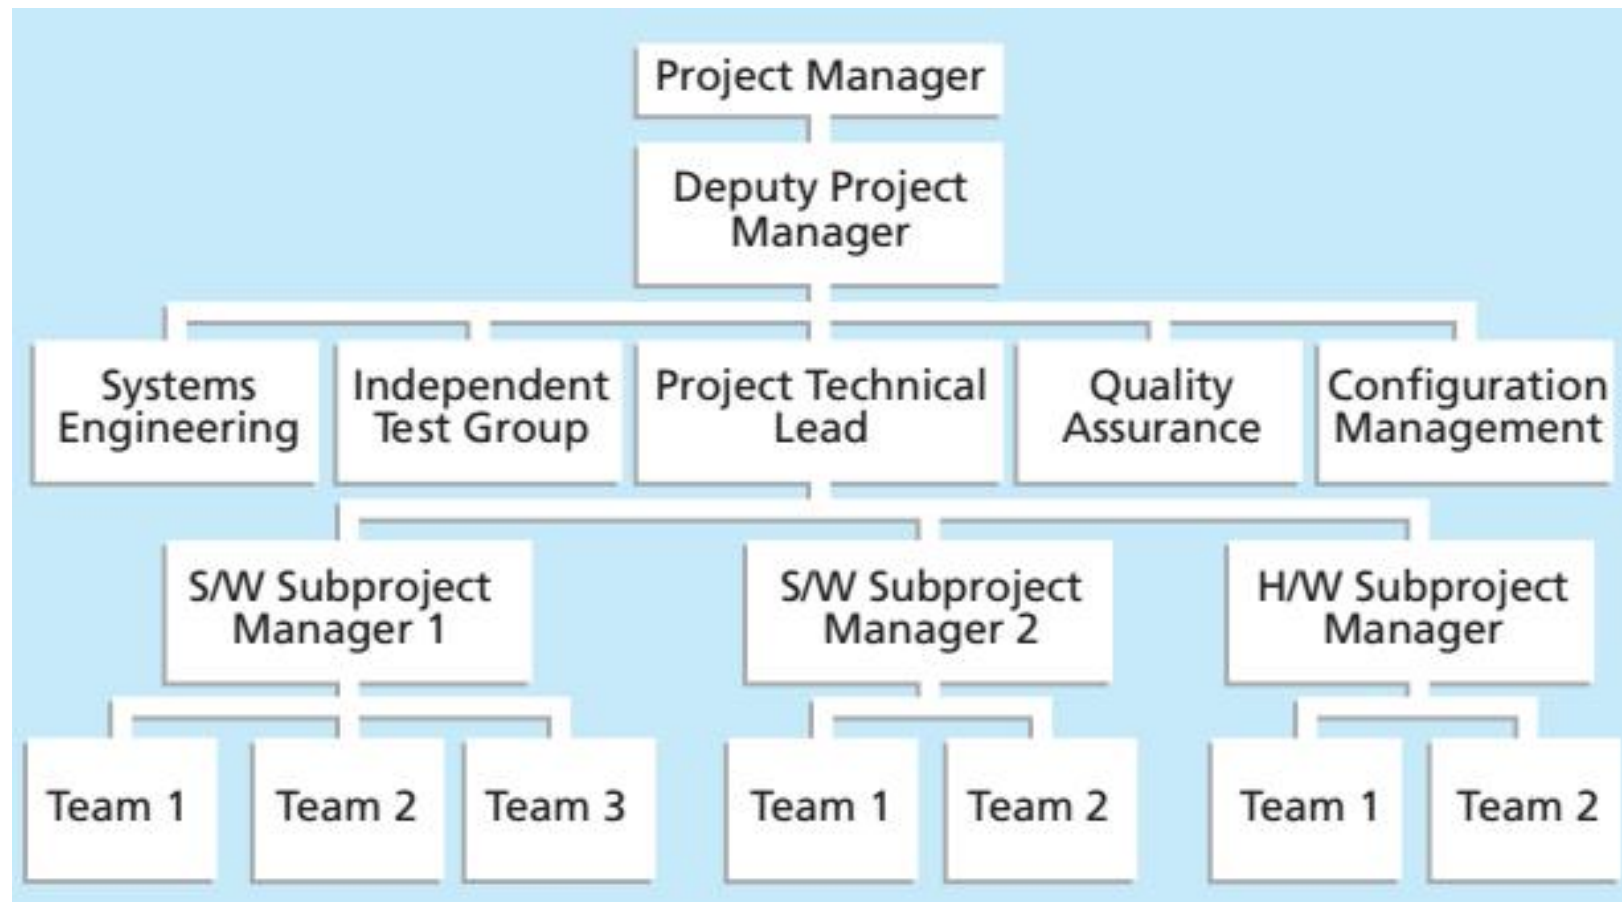 Project Manager
Deputy Project
Manager
Systems
Engineering
Independent
Test Group
Project Technical
Lead
Quality
Assurance
Configuration
Management
S/W Subproject
Manager 1
S/W Subproject
Manager 2
H/W Subproject
Manager
Team 1
Team 2
Team 3
Team 1
Team 2
Team 1
Team 2